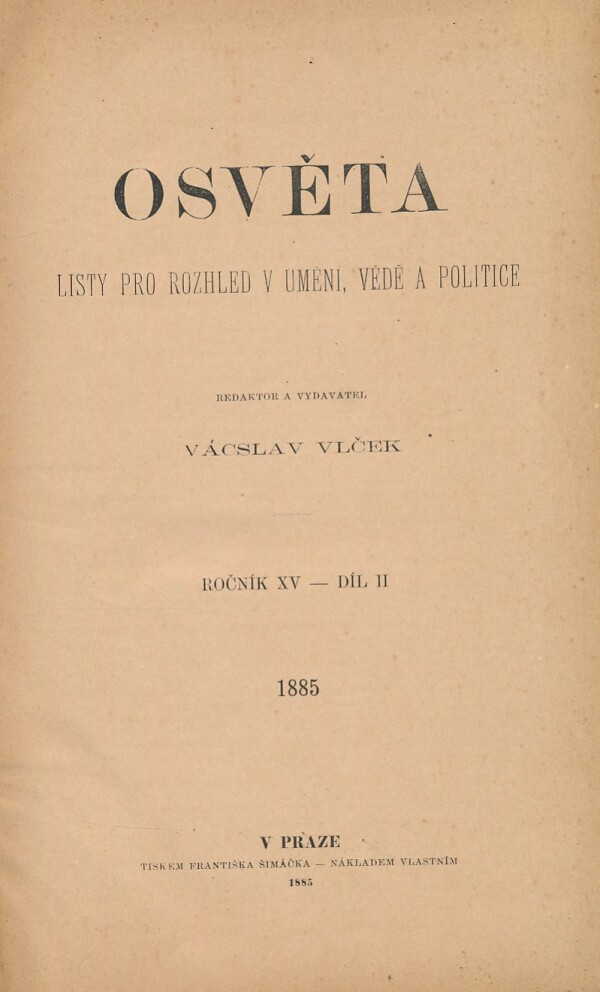 OSVĚTA
LISTY PRO ROZHLED V UMĚNÍ, VĚDĚ A POLITICE
REDAKTOR A VYDAVATEL
VÁCSLAV VLČEK
ROČNÍK XV — DÍL II
1885
V PRAZE
TISKEM FRANTIŠKA ŠIMÁČKA — NÁKLADEM VLASTNÍM
1885